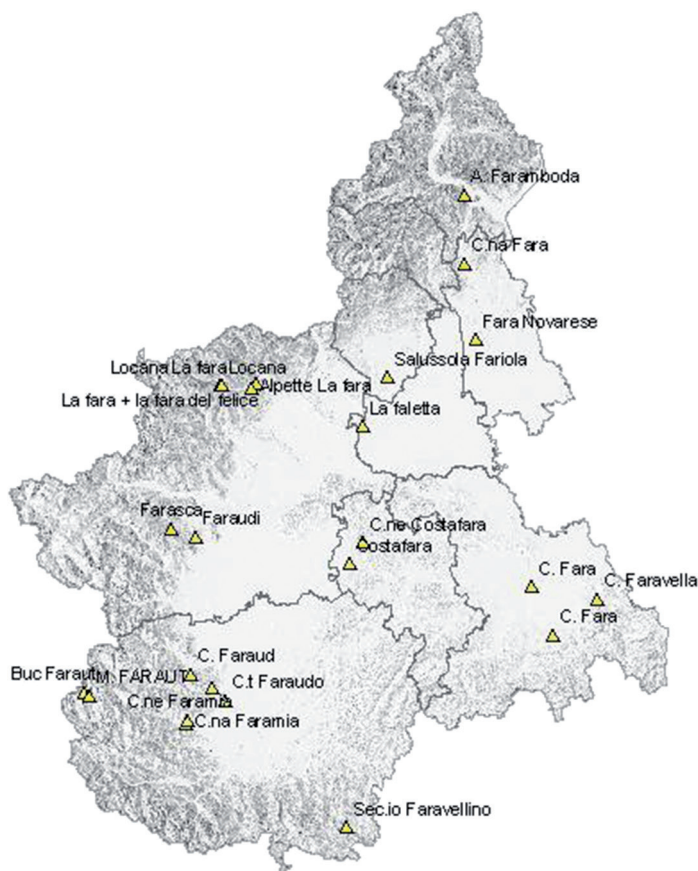 A. Faramboda
C.na Fara
Fara Novarese
Salussola Fariola
Locana La fara Locana
Alpette La fara
La fara + la fara del felice
La faletta
Farasca
Faraudi
C.ne Costafara
Costafara
C. Fara
C. Faravella
C. Fara
C. Faraud
Buc Faraut M. FARAUT
C.t Faraudo
C.ne Faramia
C.na Faramia
Sec.io Faravellino